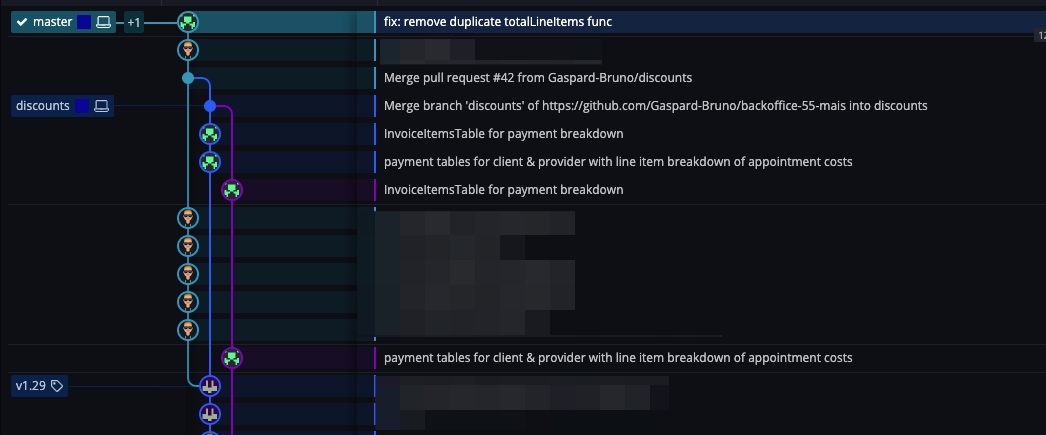 ✓ master +1 fix: remove duplicate totalLineItems func
12
Merge pull request #42 from Gaspard-Bruno/discounts
discounts Merge branch 'discounts' of https://github.com/Gaspard-Bruno/backoffice-55-mais into discounts
InvoiceItemsTable for payment breakdown
payment tables for client & provider with line item breakdown of appointment costs
InvoiceItemsTable for payment breakdown
payment tables for client & provider with line item breakdown of appointment costs
v1.29